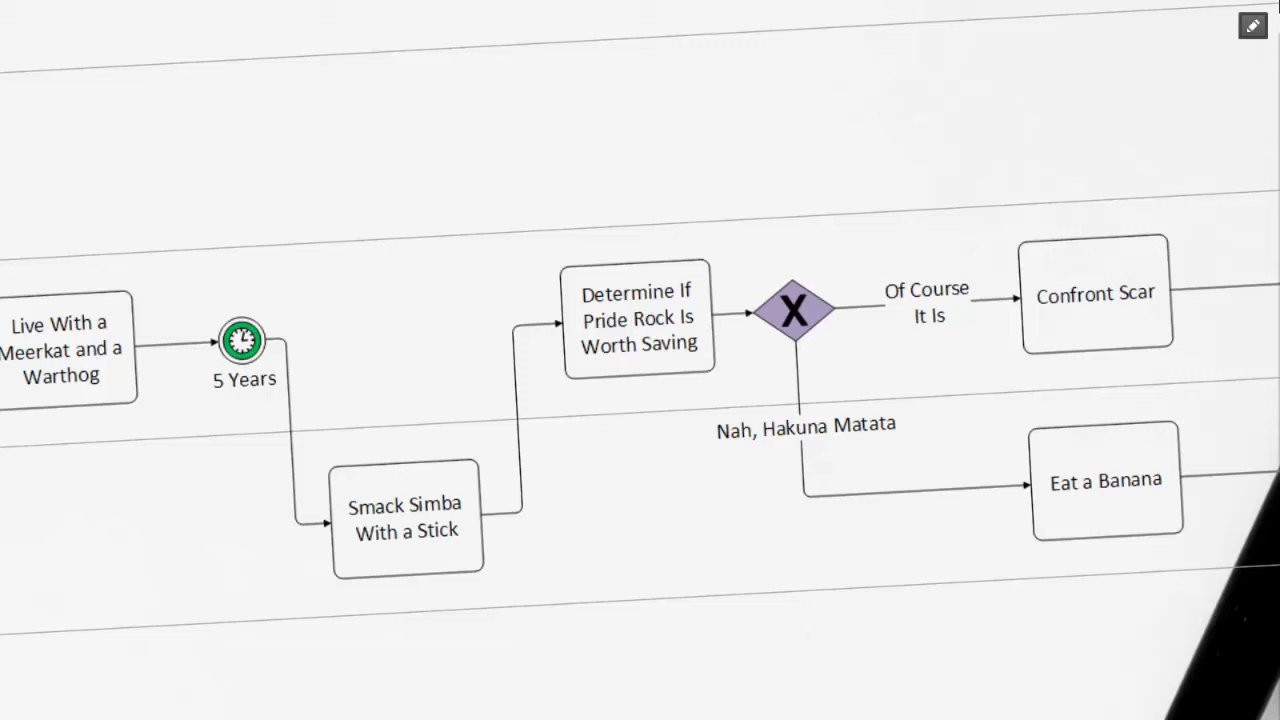 Live With a
Meerkat and a
Warthog
5 Years
Smack Simba
With a Stick
Determine If
Pride Rock Is
Worth Saving
X
Of Course
It Is
Nah, Hakuna Matata
Confront Scar
Eat a Banana